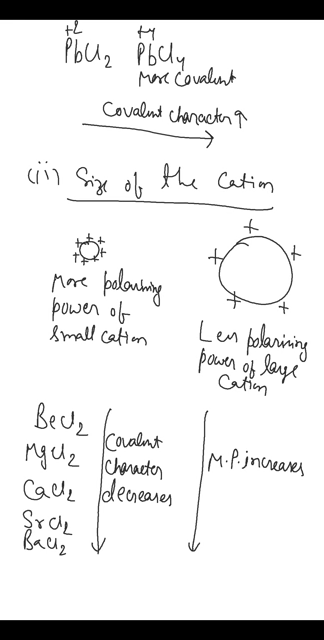 +2 +4
PbCl2 PbCl4
More Covalent
Covalent character↑
(ii) Size of the Cation
More polarising
power of
small cation
Less polarising
power of large
Cation
BeCl2
MgCl2
CaCl2
SrCl2
BaCl2
Covalent
character
decreases
M.P. increases